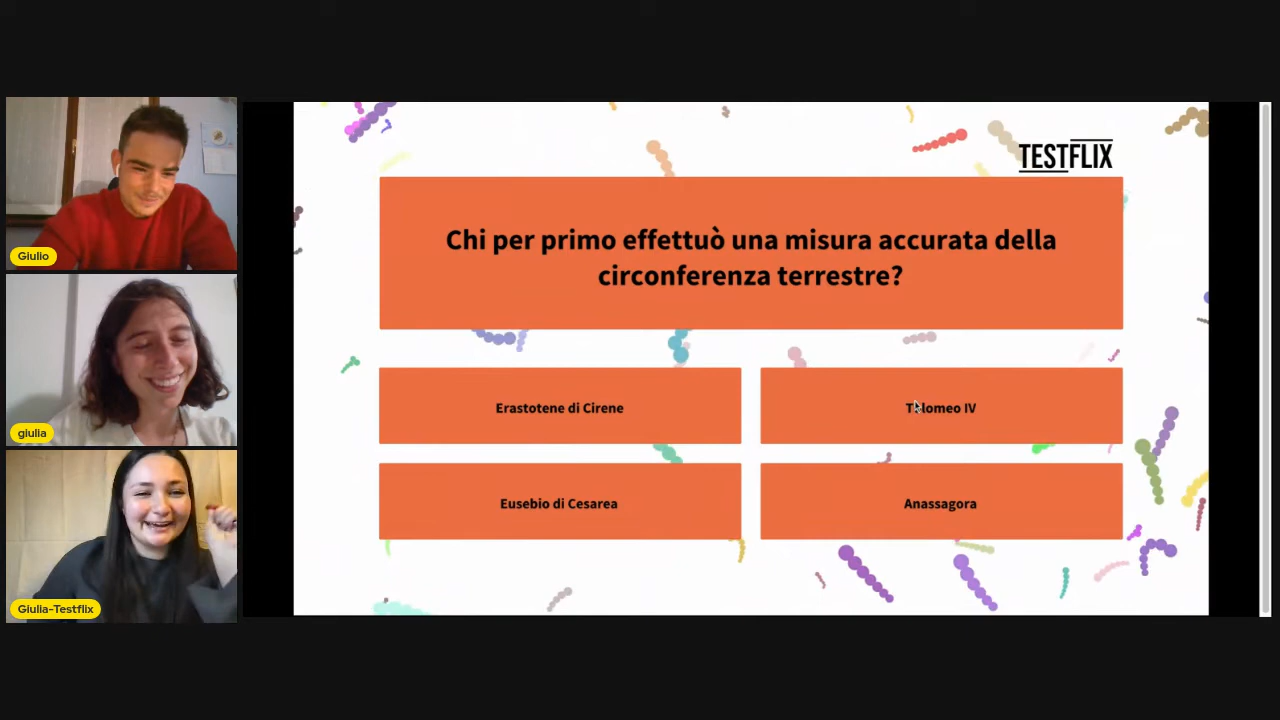 TESTFLIX
Chi per primo effettuò una misura accurata della
circonferenza terrestre?
Erastotene di Cirene
Tolomeo IV
Eusebio di Cesarea
Anassagora
Giulio
giulia
Giulia-Testflix